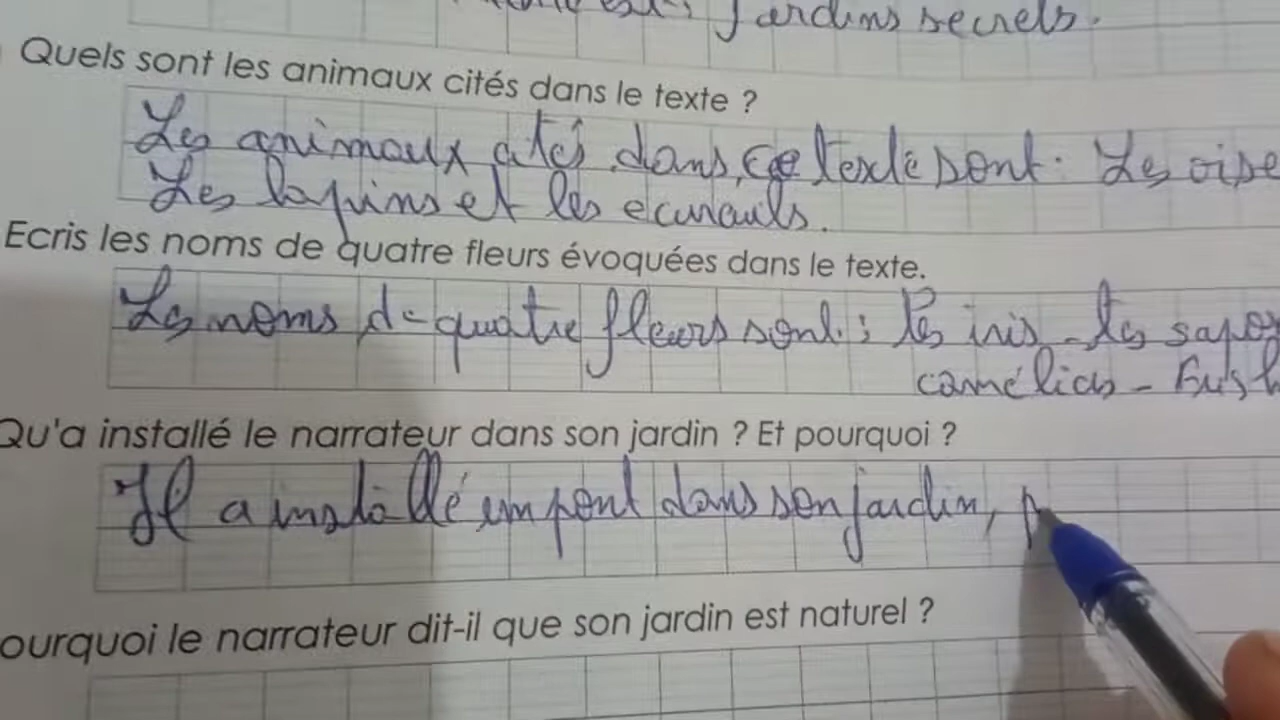 jardins secrets.
Quels sont les animaux cités dans le texte ?
Les animaux cités dans ce texte sont : Les oise
Les lapins et les ecureuils.
Ecris les noms de quatre fleurs évoquées dans le texte.
Les noms de quatre fleurs sont : les iris - les sapo
camélias -
Qu'a installé le narrateur dans son jardin ? Et pourquoi ?
Il a installé un pont dans son jardin, p
ourquoi le narrateur dit-il que son jardin est naturel ?